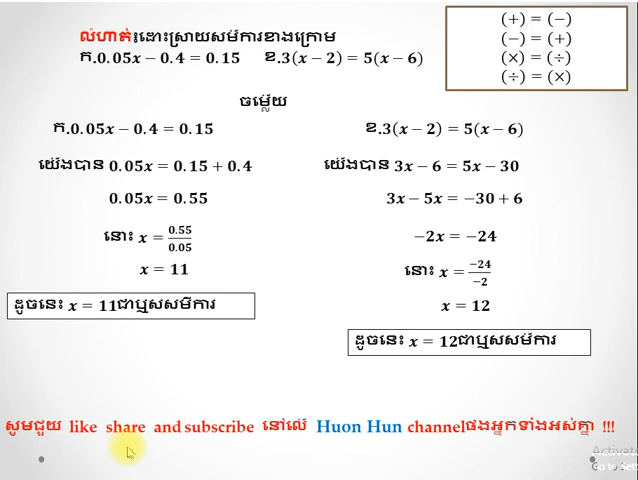 លំហាត់៖ដោះស្រាយសមីការខាងក្រោម
ក.0.05x − 0.4 = 0.15 ខ.3(x − 2) = 5(x − 6)
(+) = (−)
(−) = (+)
(×) = (÷)
(÷) = (×)
ចម្លើយ
ក.0.05x − 0.4 = 0.15
យើងបាន 0.05x = 0.15 + 0.4
0.05x = 0.55
នោះ x = 0.55/0.05
x = 11
ដូចនេះ x = 11ជាឫសសមីការ
ខ.3(x − 2) = 5(x − 6)
យើងបាន 3x − 6 = 5x − 30
3x − 5x = −30 + 6
−2x = −24
នោះ x = −24/−2
x = 12
ដូចនេះ x = 12ជាឫសសមីការ
សូមជួយ like share and subscribe នៅលើ Huon Hun channelផងអ្នកទាំងអស់គ្នា !!!